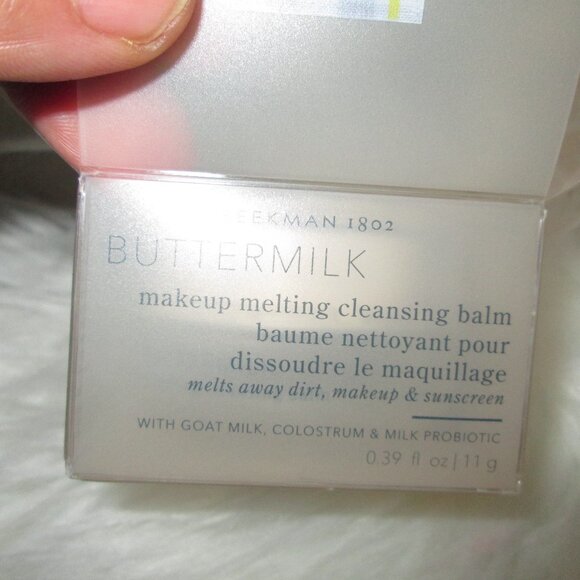 BEEKMAN 1802
BUTTERMILK
makeup melting cleansing balm
baume nettoyant pour
dissoudre le maquillage
melts away dirt, makeup & sunscreen
WITH GOAT MILK, COLOSTRUM & MILK PROBIOTIC
0.39 fl oz | 11 g